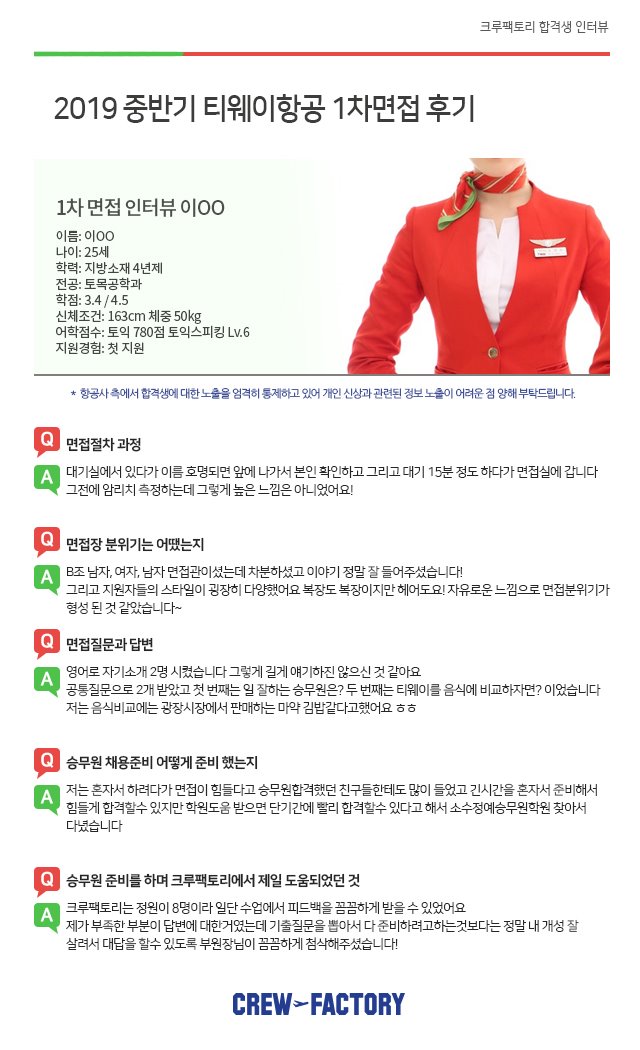 크루팩토리 합격생 인터뷰
2019 중반기 티웨이항공 1차면접 후기
1차 면접 인터뷰 이OO
이름: 이OO
나이: 25세
학력: 지방소재 4년제
전공: 토목공학과
학점: 3.4 / 4.5
신체조건: 163cm 체중 50kg
어학점수: 토익 780점 토익스피킹 Lv.6
지원경험: 첫 지원
* 항공사 측에서 합격생에 대한 노출을 엄격히 통제하고 있어 개인 신상과 관련된 정보 노출이 어려운 점 양해 부탁드립니다.
Q 면접절차 과정
A 대기실에서 있다가 이름 호명되면 앞에 나가서 본인 확인하고 그리고 대기 15분 정도 하다가 면접실에 갑니다
그전에 암리치 측정하는데 그렇게 높은 느낌은 아니었어요!
Q 면접장 분위기는 어땠는지
A B조 남자, 여자, 남자 면접관이셨는데 차분하셨고 이야기 정말 잘 들어주셨습니다!
그리고 지원자들의 스타일이 굉장히 다양했어요 복장도 복장이지만 헤어도요! 자유로운 느낌으로 면접분위기가
형성 된 것 같았습니다~
Q 면접질문과 답변
A 영어로 자기소개 2명 시켰습니다 그렇게 길게 얘기하진 않으신 것 같아요
공통질문으로 2개 받았고 첫 번째는 일 잘하는 승무원은? 두 번째는 티웨이를 음식에 비교하자면? 이었습니다
저는 음식비교에는 광장시장에서 판매하는 마약 김밥같다고했어요 ㅎㅎ
Q 승무원 채용준비 어떻게 준비 했는지
A 저는 혼자서 하려다가 면접이 힘들다고 승무원합격했던 친구들한테도 많이 들었고 긴시간을 혼자서 준비해서
힘들게 합격할수 있지만 학원도움 받으면 단기간에 빨리 합격할수 있다고 해서 소수정예승무원학원 찾아서
다녔습니다
Q 승무원 준비를 하며 크루팩토리에서 제일 도움되었던 것
A 크루팩토리는 정원이 8명이라 일단 수업에서 피드백을 꼼꼼하게 받을 수 있었어요
제가 부족한 부분이 답변에 대한거였는데 기출질문을 뽑아서 다 준비하려고하는것보다는 정말 내 개성 잘
살려서 대답을 할수 있도록 부원장님이 꼼꼼하게 첨삭해주셨습니다!
CREW FACTORY